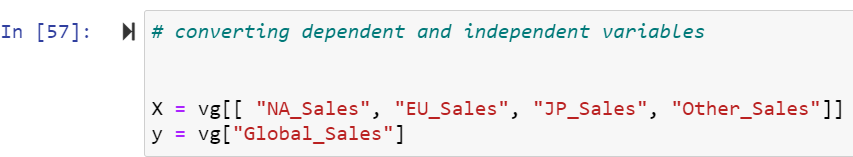 In [57]:
# converting dependent and independent variables
X = vg[[ "NA_Sales", "EU_Sales", "JP_Sales", "Other_Sales"]]
y = vg["Global_Sales"]